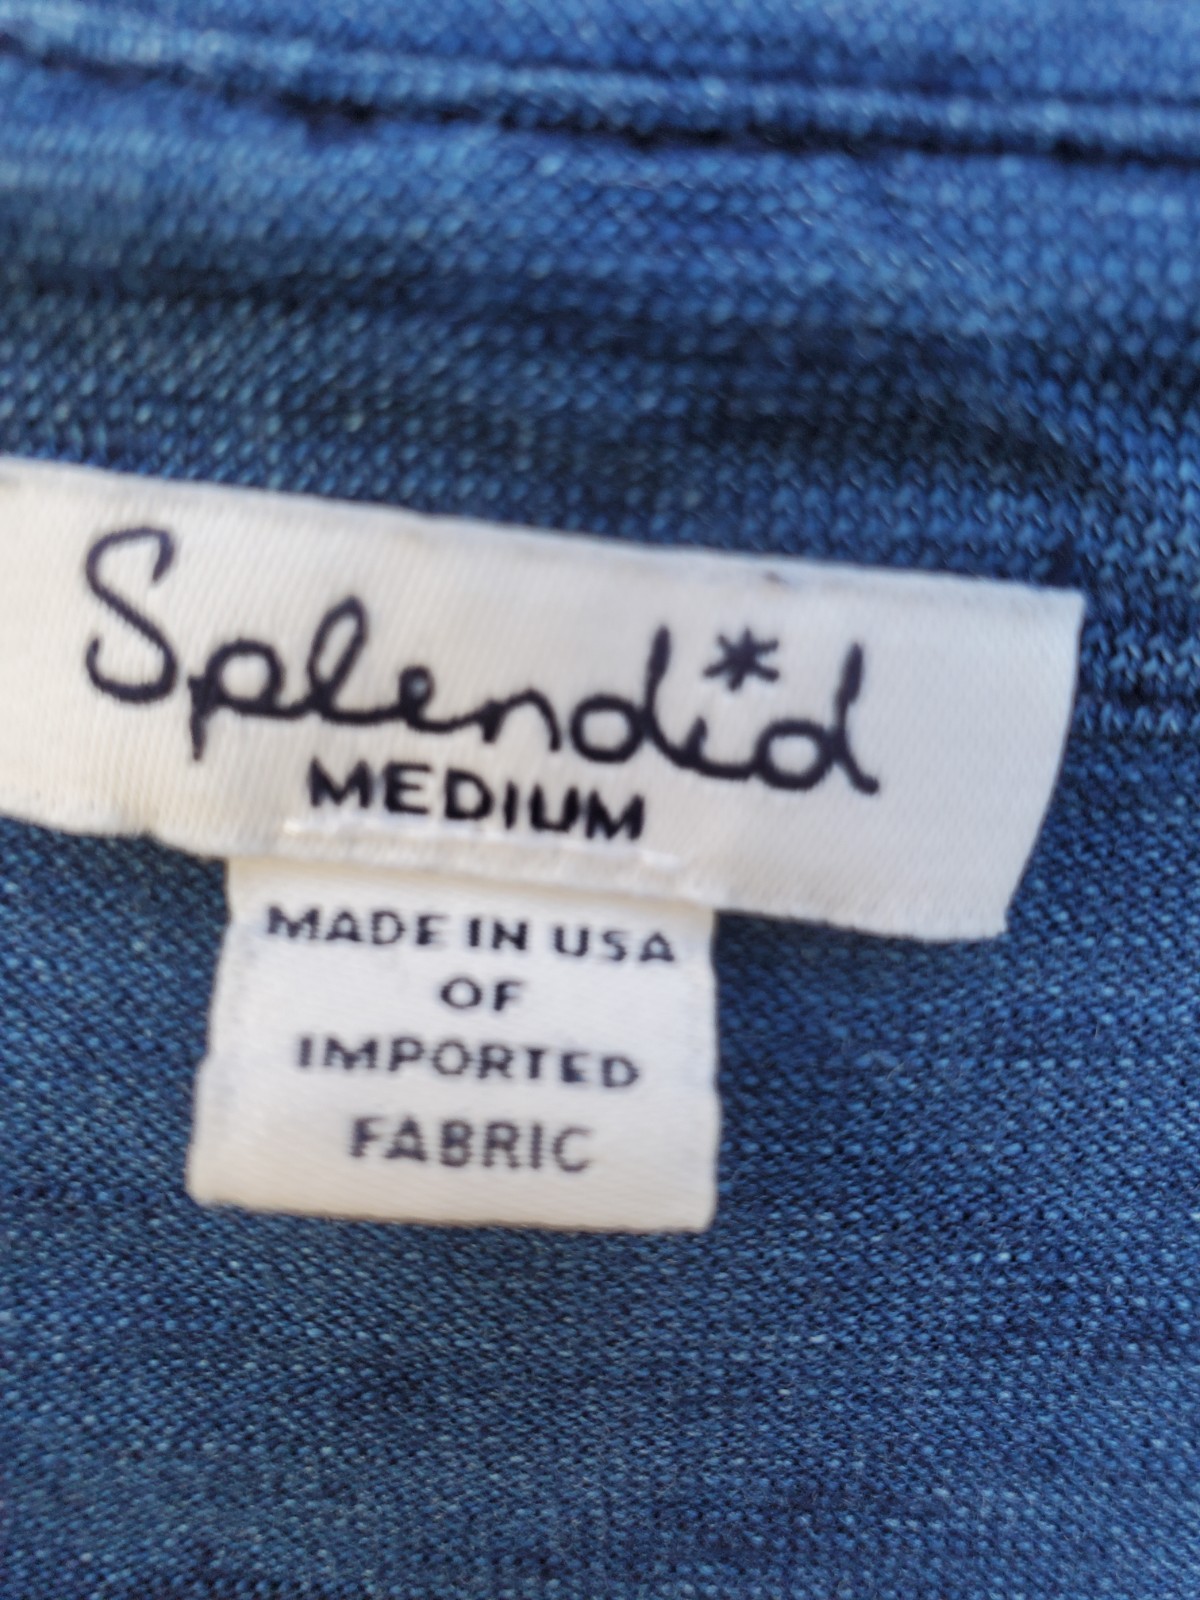 Splendid
MEDIUM
MADE IN USA
OF
IMPORTED
FABRIC